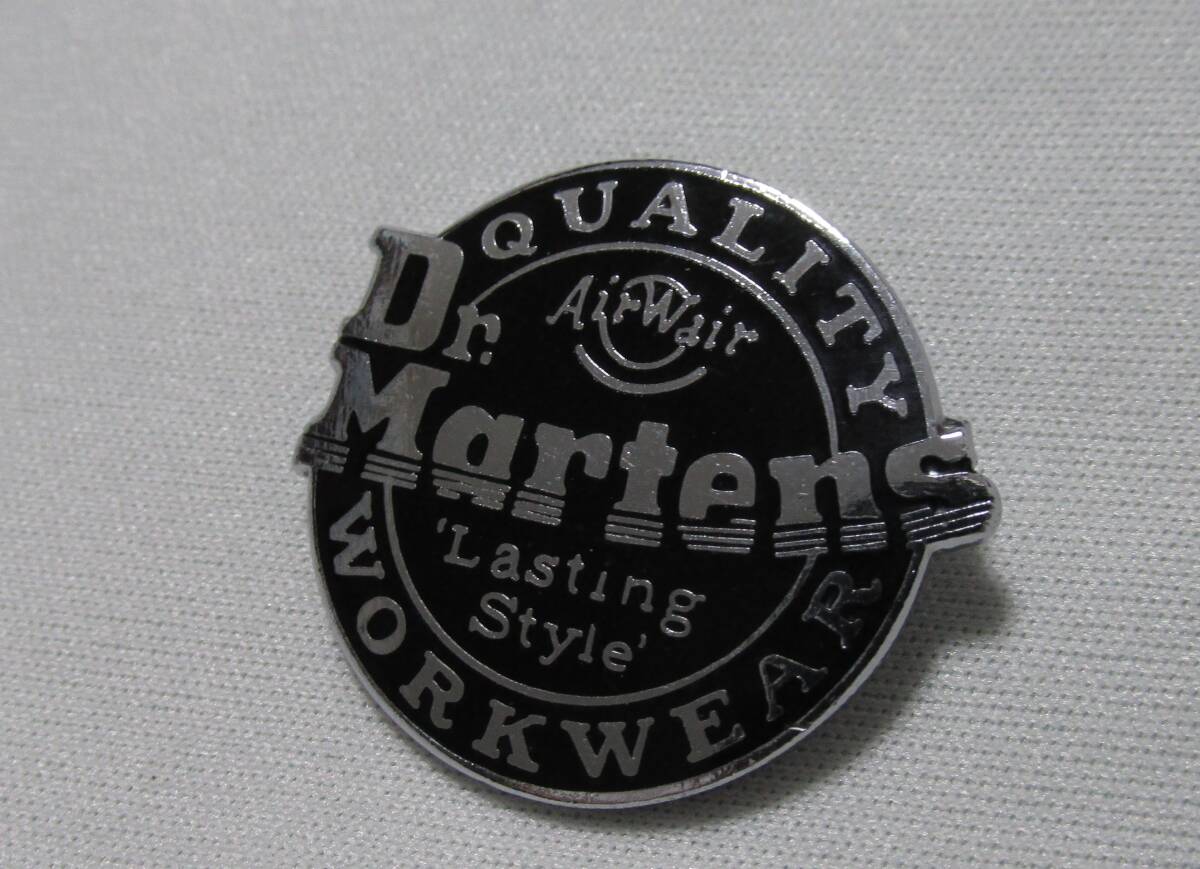 QUALITY
AirWair
Dr.
Martens
'Lasting
Style'
WORKWEAR